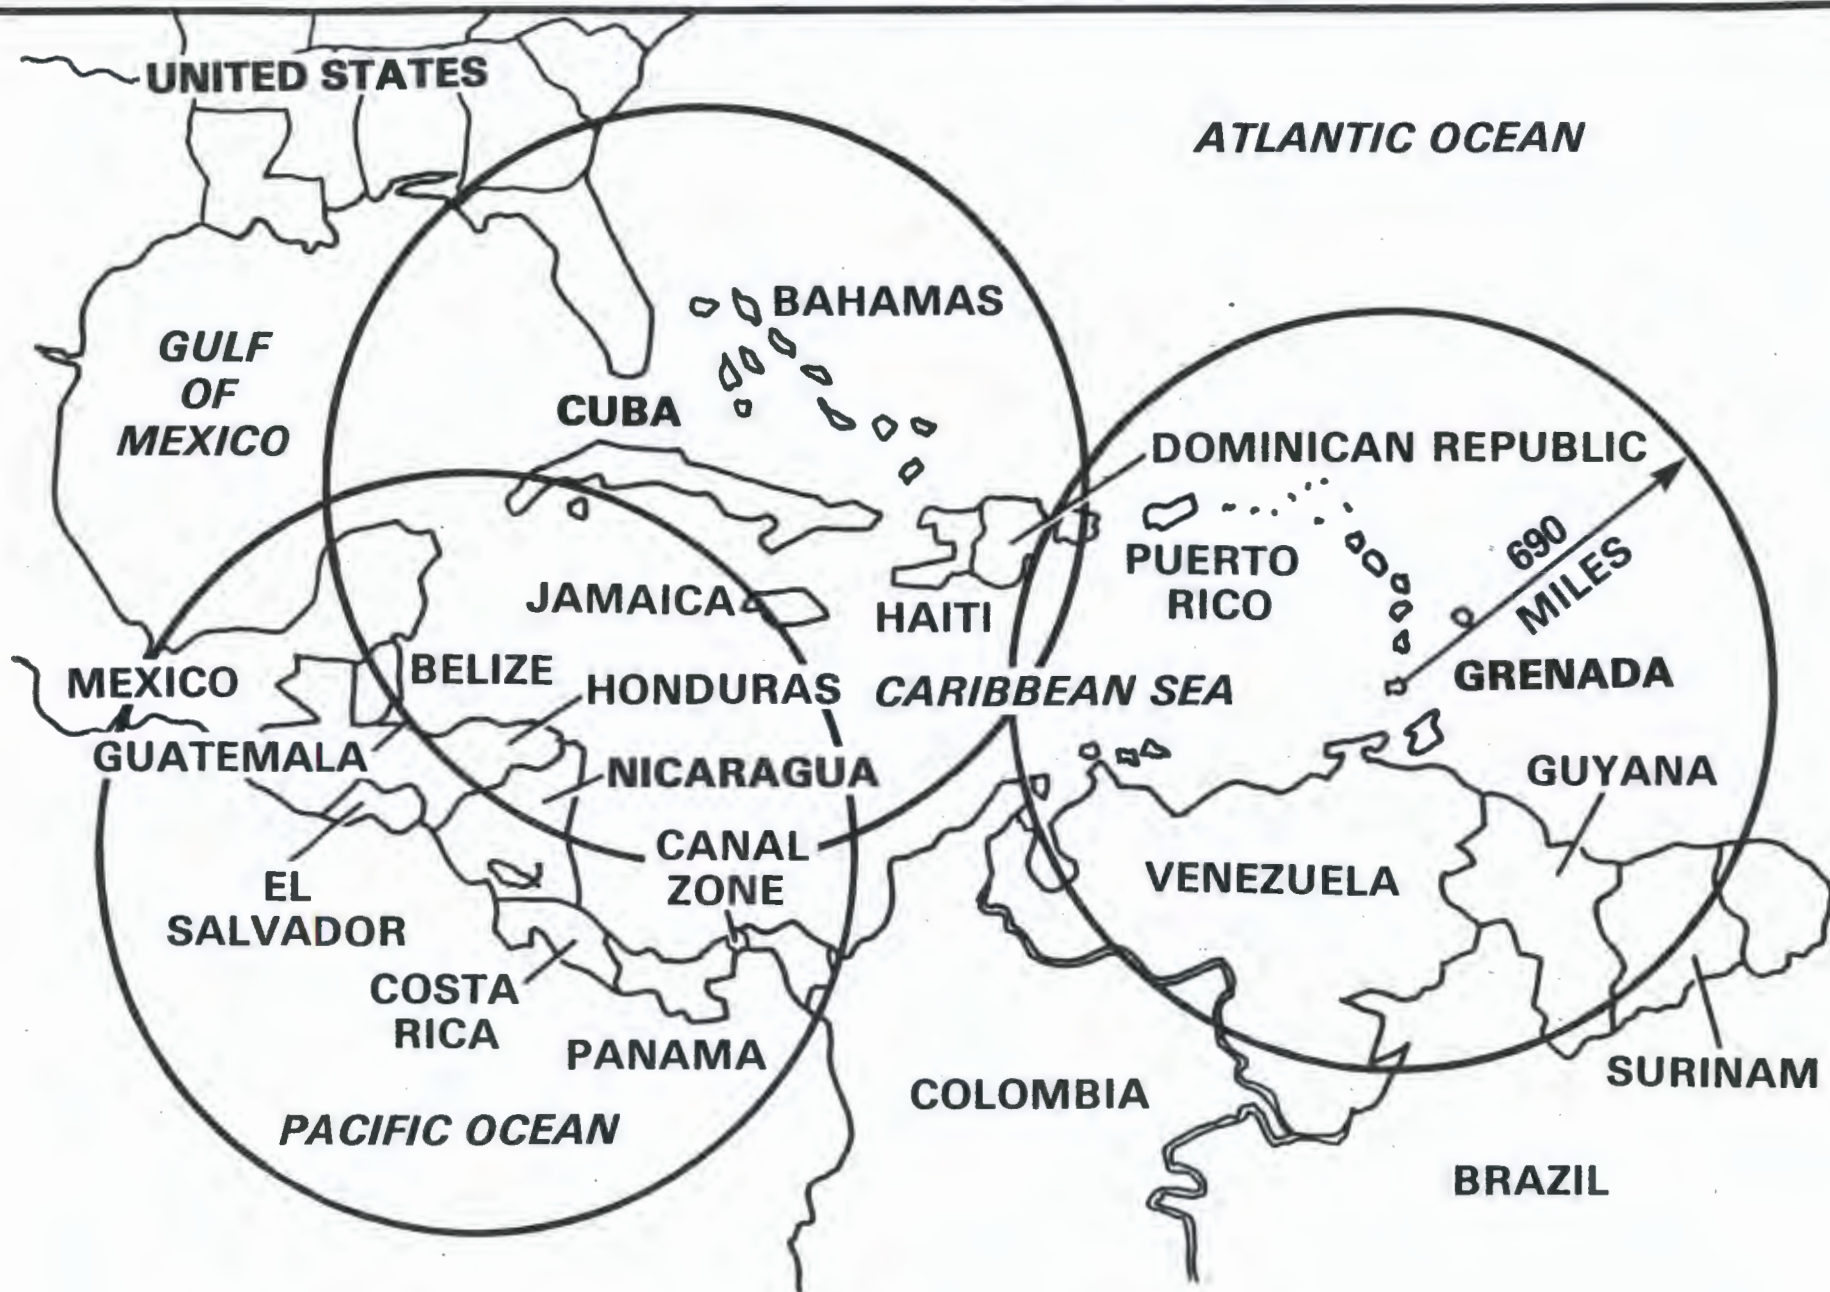 UNITED STATES
ATLANTIC OCEAN
BAHAMAS
GULF
OF
MEXICO
CUBA
DOMINICAN REPUBLIC
690
MILES
PUERTO
RICO
JAMAICA
HAITI
MEXICO
BELIZE
HONDURAS
CARIBBEAN SEA
GRENADA
GUATEMALA
NICARAGUA
GUYANA
CANAL
ZONE
EL
SALVADOR
VENEZUELA
COSTA
RICA
PANAMA
COLOMBIA
SURINAM
PACIFIC OCEAN
BRAZIL